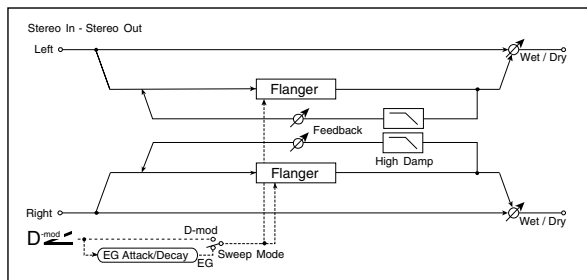 Stereo In - Stereo Out
Left
Wet / Dry
Flanger
Feedback
High Damp
Flanger
Right
Wet / Dry
D-mod
D-mod
EG Attack/Decay
EG
Sweep Mode